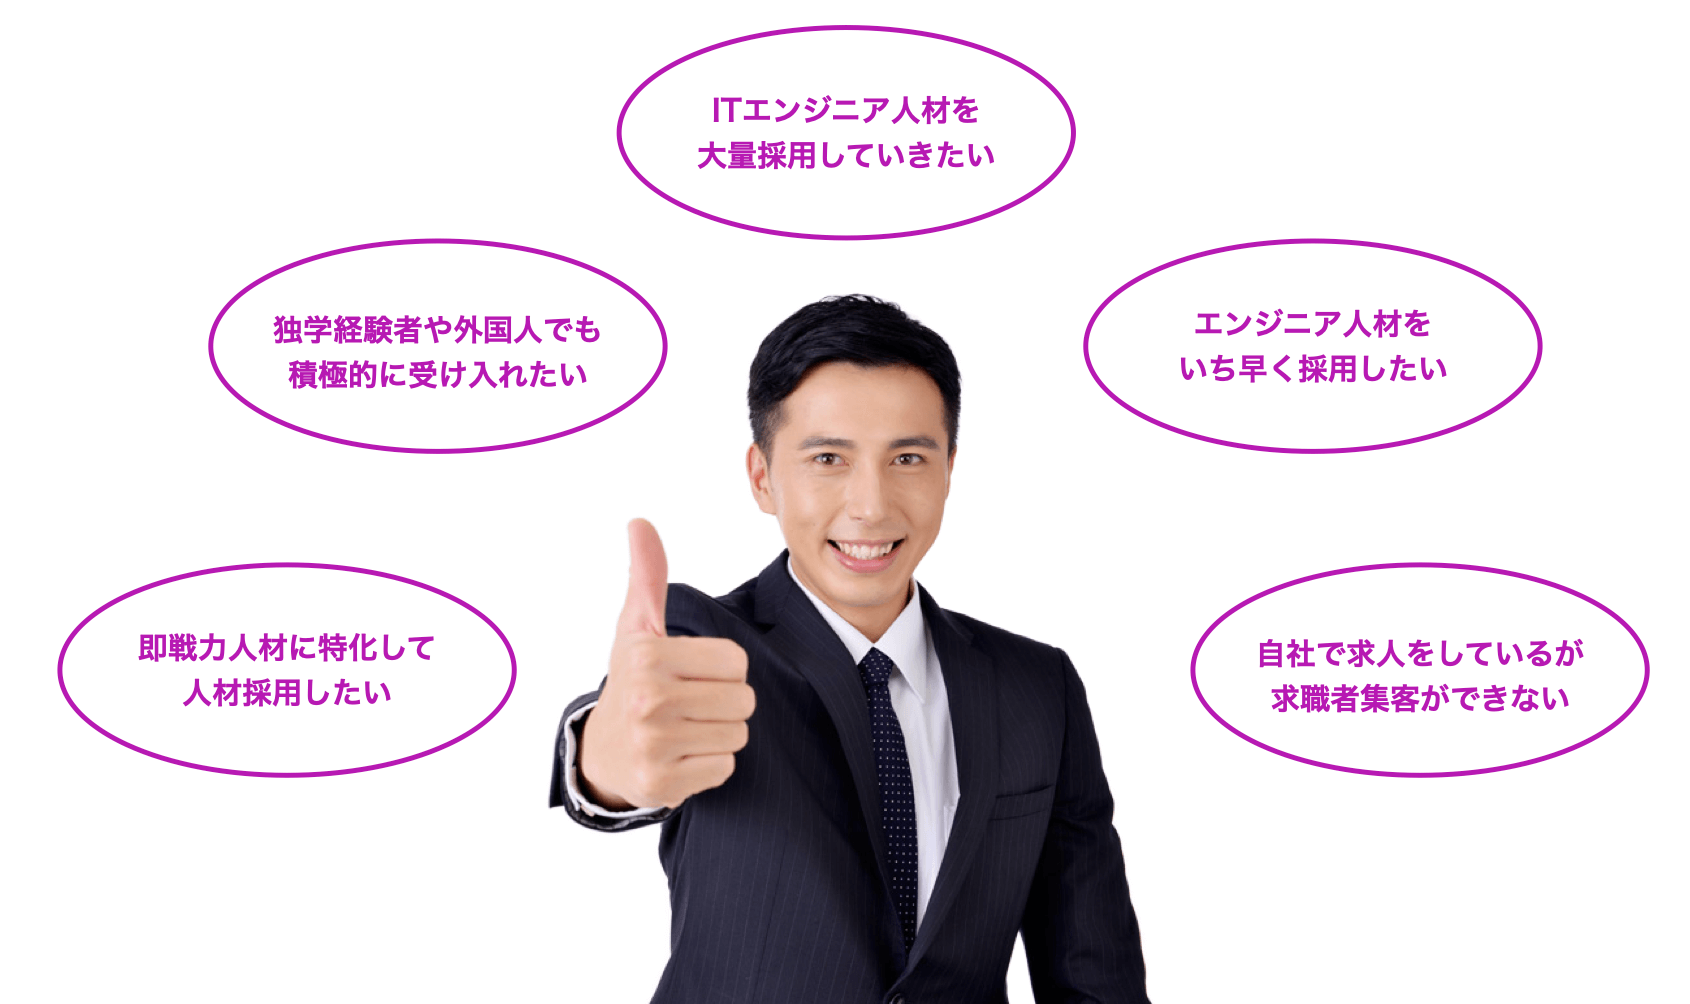 ITエンジニア人材を
大量採用していきたい
独学経験者や外国人でも
積極的に受け入れたい
エンジニア人材を
いち早く採用したい
即戦力人材に特化して
人材採用したい
自社で求人をしているが
求職者集客ができない